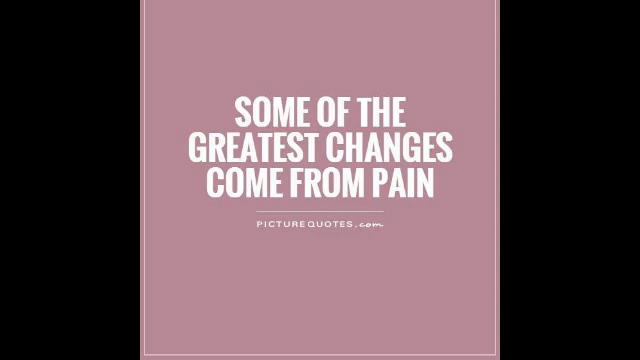 SOME OF THE
GREATEST CHANGES
COME FROM PAIN
PICTUREQUOTES.com